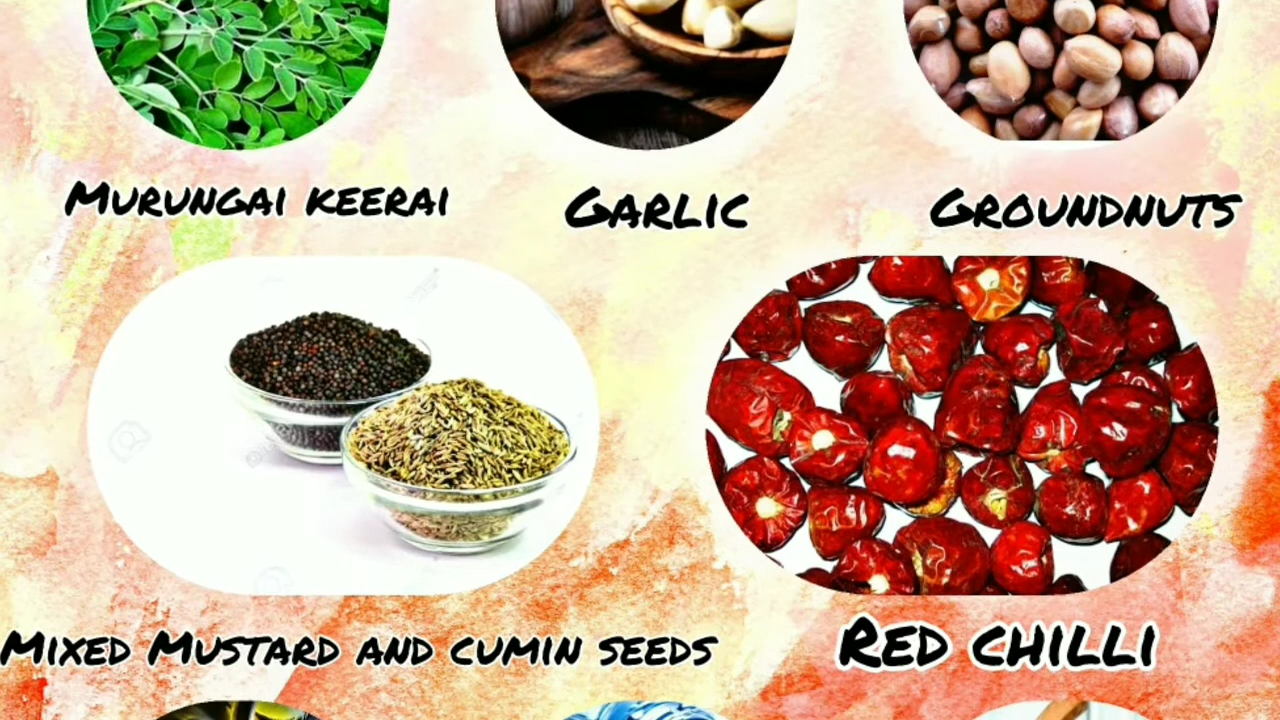 Murungai keerai
Garlic
Groundnuts
Mixed Mustard and cumin seeds
Red chilli